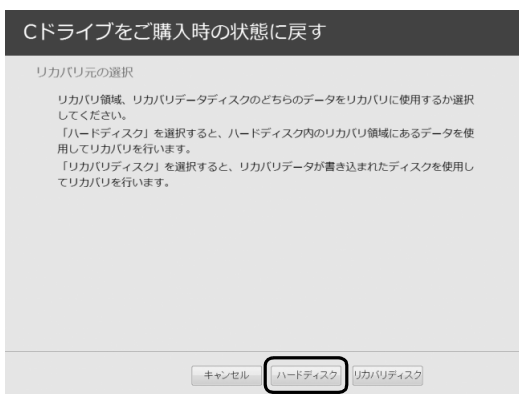 Cドライブをご購入時の状態に戻す
リカバリ元の選択
リカバリ領域、リカバリデータディスクのどちらのデータをリカバリに使用するか選択
してください。
「ハードディスク」を選択すると、ハードディスク内のリカバリ領域にあるデータを使
用してリカバリを行います。
「リカバリディスク」を選択すると、リカバリデータが書き込まれたディスクを使用し
てリカバリを行います。
キャンセル ハードディスク リカバリディスク